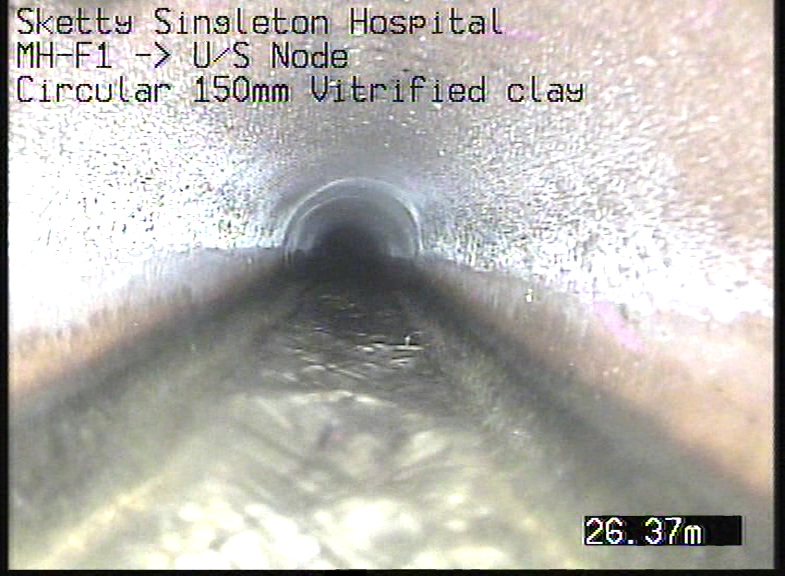 Sketty Singleton Hospital
MH-F1 -> U/S Node
Circular 150mm Vitrified clay
26.37m